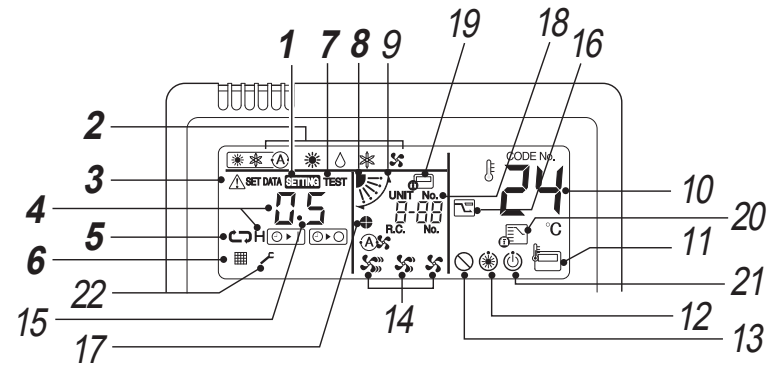 19 18
1 7 8 9 16
2
CODE No.
A
3 SET DATA SETTING TEST
UNIT No.
24 10
4 0.5 8-88
R.C. No.
20
5 H °C
A 11
6
22 21
15 14 12
17 13